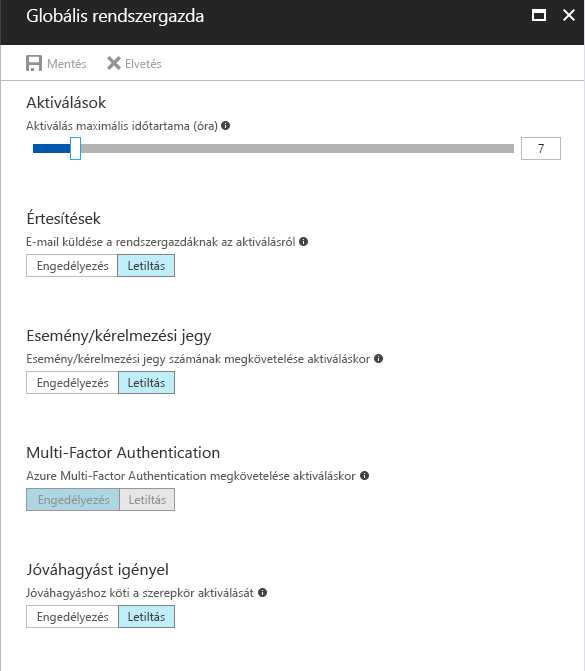 Globális rendszergazda
Mentés Elvetés
Aktiválások
Aktiválás maximális időtartama (óra)
7
Értesítések
E-mail küldése a rendszergazdáknak az aktiválásról
Engedélyezés Letiltás
Esemény/kérelmezési jegy
Esemény/kérelmezési jegy számának megkövetelése aktiváláskor
Engedélyezés Letiltás
Multi-Factor Authentication
Azure Multi-Factor Authentication megkövetelése aktiváláskor
Engedélyezés Letiltás
Jóváhagyást igényel
Jóváhagyáshoz köti a szerepkör aktiválását
Engedélyezés Letiltás